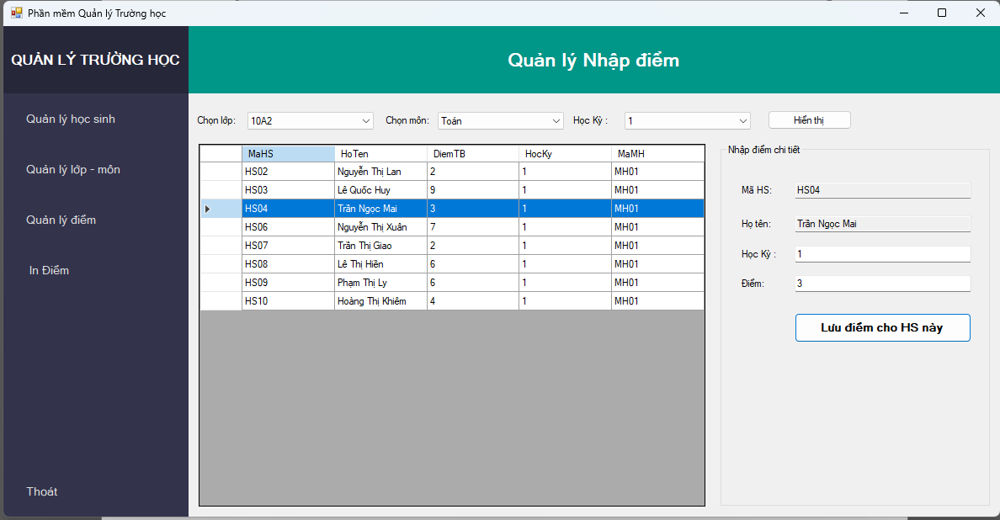 Phần mềm Quản lý Trường học
QUẢN LÝ TRƯỜNG HỌC
Quản lý Nhập điểm
Quản lý học sinh
Quản lý lớp - môn
Quản lý điểm
In Điểm
Thoát
Chọn lớp: 10A2 Chọn môn: Toán Học Kỳ : 1 Hiển thị
MaHS HoTen DiemTB HocKy MaMH
HS02 Nguyễn Thị Lan 2 1 MH01
HS03 Lê Quốc Huy 9 1 MH01
HS04 Trần Ngọc Mai 3 1 MH01
HS06 Nguyễn Thị Xuân 7 1 MH01
HS07 Trần Thị Giao 2 1 MH01
HS08 Lê Thị Hiền 6 1 MH01
HS09 Phạm Thị Ly 6 1 MH01
HS10 Hoàng Thị Khiêm 4 1 MH01
Nhập điểm chi tiết
Mã HS: HS04
Họ tên: Trần Ngọc Mai
Học Kỳ : 1
Điểm: 3
Lưu điểm cho HS này